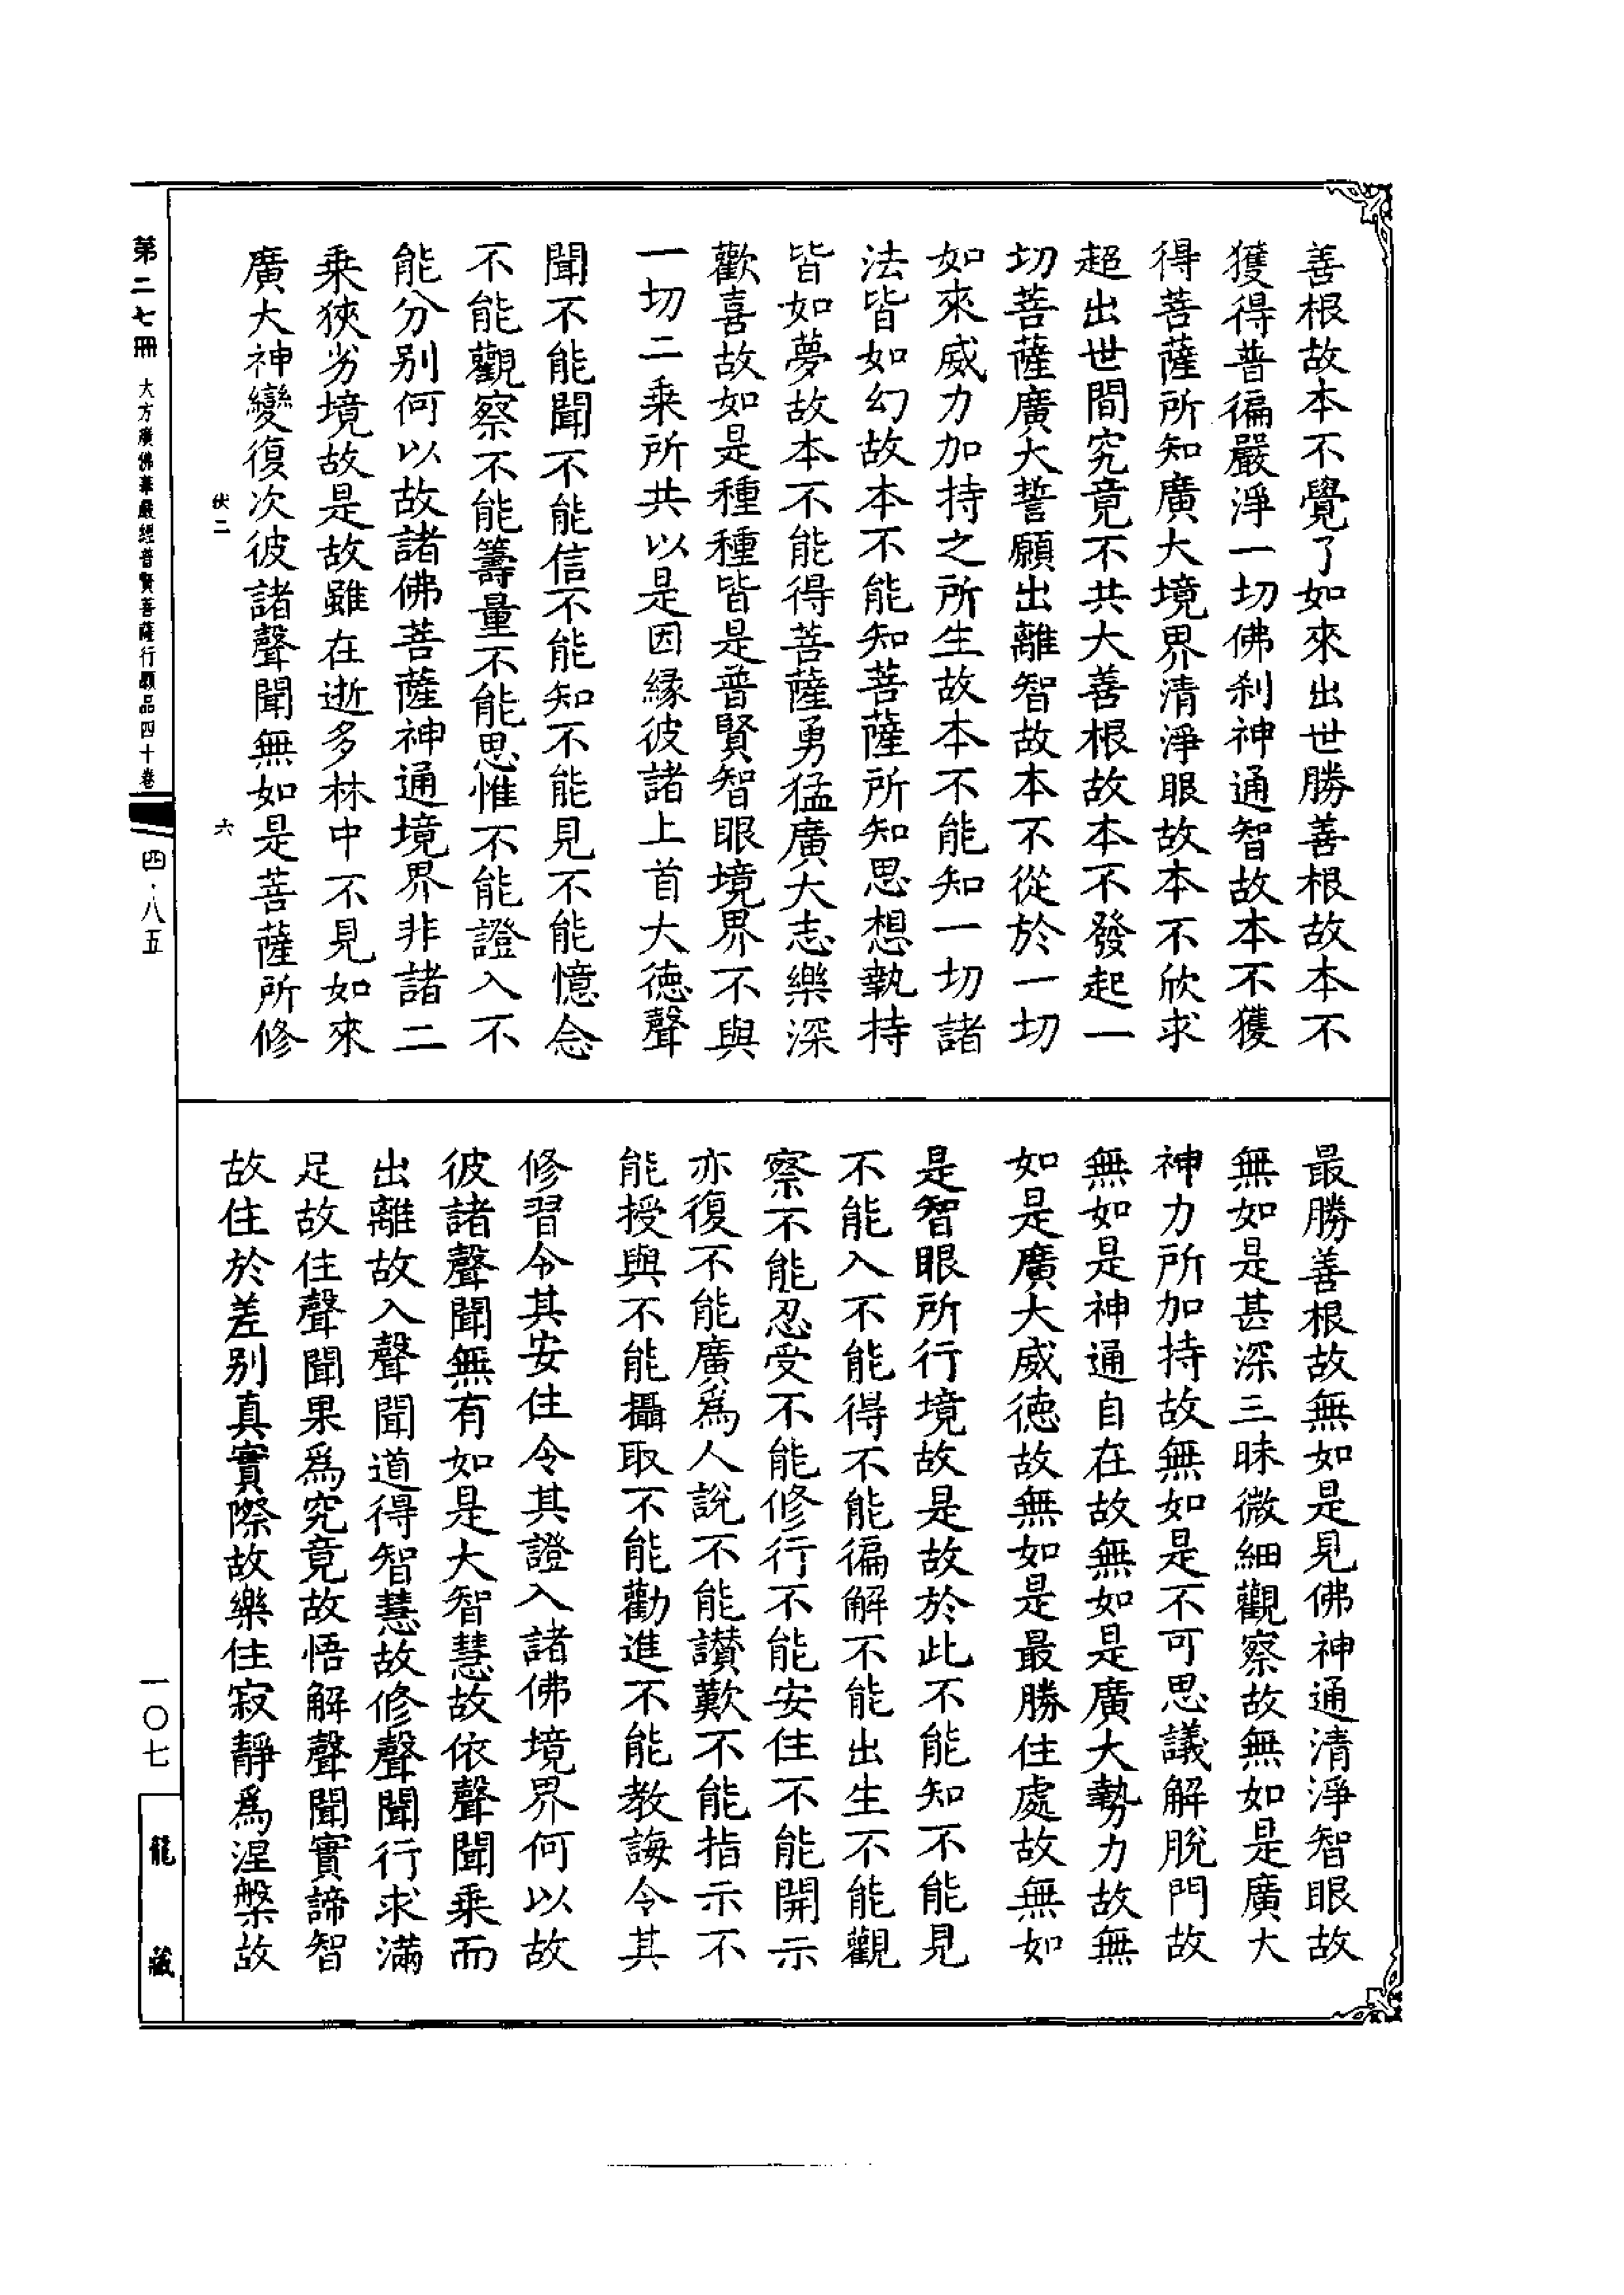 善根故本不覺了如來出世勝善根故本不
獲得普徧嚴淨一切佛刹神通智故本不獲
得菩薩所知廣大境界清淨眼故本不欣求
超出世間究竟不共大善根故本不發起一
切菩薩廣大誓願出離智故本不從於一切
如來威力加持之所生故本不能知一切諸
法皆如幻故本不能知菩薩所知思想執持
皆如夢故本不能得菩薩勇猛廣大志樂深
歡喜故如是種種皆是普賢智眼境界不與
一切二乘所共以是因緣彼諸上首大德聲
聞不能聞不能信不能知不能見不能憶念
不能觀察不能籌量不能思惟不能證入不
能分別何以故諸佛菩薩神通境界非諸二
乘狹劣境故是故雖在逝多林中不見如來
廣大神變復次彼諸聲聞無如是菩薩所修
伏二 六
最勝善根故無如是見佛神通清淨智眼故
無如是甚深三昧微細觀察故無如是廣大
神力所加持故無如是不可思議解脫門故
無如是神通自在故無如是廣大勢力故無
如是廣大威德故無如是最勝住處故無如
是智眼所行境故是故於此不能知不能見
不能入不能得不能徧解不能出生不能觀
察不能忍受不能修行不能安住不能開示
亦復不能廣爲人說不能讃歎不能指示不
能授與不能攝取不能勸進不能教誨令其
修習令其安住令其證入諸佛境界何以故
彼諸聲聞無有如是大智慧故依聲聞乘而
出離故入聲聞道得智慧故修聲聞行求滿
足故住聲聞果爲究竟故悟解聲聞實諦智
故住於差別真實際故樂住寂靜爲涅槃故
第二七冊 大方廣佛華嚴經普賢菩薩行願品四十卷
四·八五
一〇七
龍藏